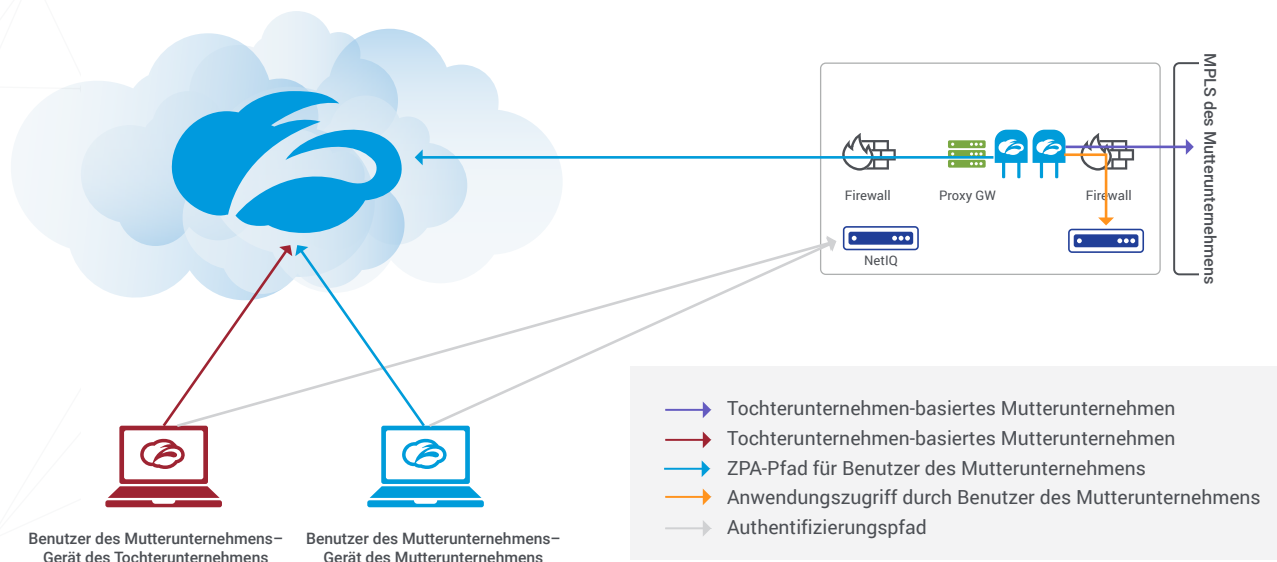 MPLS des Mutterunternehmens
Firewall
Proxy GW
Firewall
NetIQ
Benutzer des Mutterunternehmens–
Gerät des Tochterunternehmens
Benutzer des Mutterunternehmens–
Gerät des Mutterunternehmens
Tochterunternehmen-basiertes Mutterunternehmen
Tochterunternehmen-basiertes Mutterunternehmen
ZPA-Pfad für Benutzer des Mutterunternehmens
Anwendungszugriff durch Benutzer des Mutterunternehmens
Authentifizierungspfad